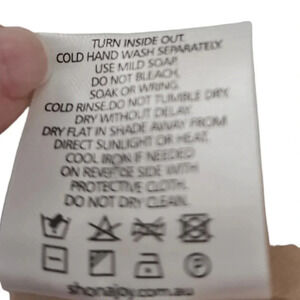 TURN INSIDE OUT.
COLD HAND WASH SEPARATELY.
USE MILD SOAP.
DO NOT BLEACH,
SOAK OR WRING.
COLD RINSE.DO NOT TUMBLE DRY.
DRY WITHOUT DELAY.
DRY FLAT IN SHADE AWAY FROM
DIRECT SUNLIGHT OR HEAT.
COOL IRON IF NEEDED
ON REVERSE SIDE WITH
PROTECTIVE CLOTH.
DO NOT DRY CLEAN.
shonajoy.com.au